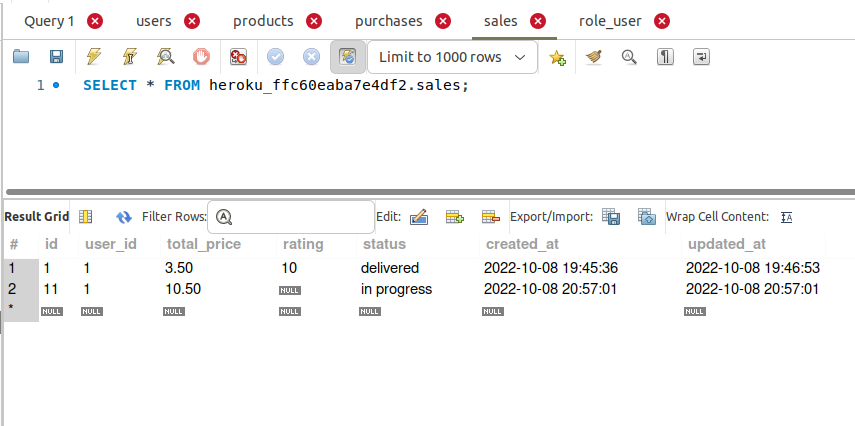 Query 1 users products purchases sales role_user
Limit to 1000 rows
1 SELECT * FROM heroku_ffc60eaba7e4df2.sales;
Result Grid Filter Rows: Edit: Export/Import: Wrap Cell Content:
# id user_id total_price rating status created_at updated_at
1 1 1 3.50 10 delivered 2022-10-08 19:45:36 2022-10-08 19:46:53
2 11 1 10.50 NULL in progress 2022-10-08 20:57:01 2022-10-08 20:57:01
* NULL NULL NULL NULL NULL NULL NULL